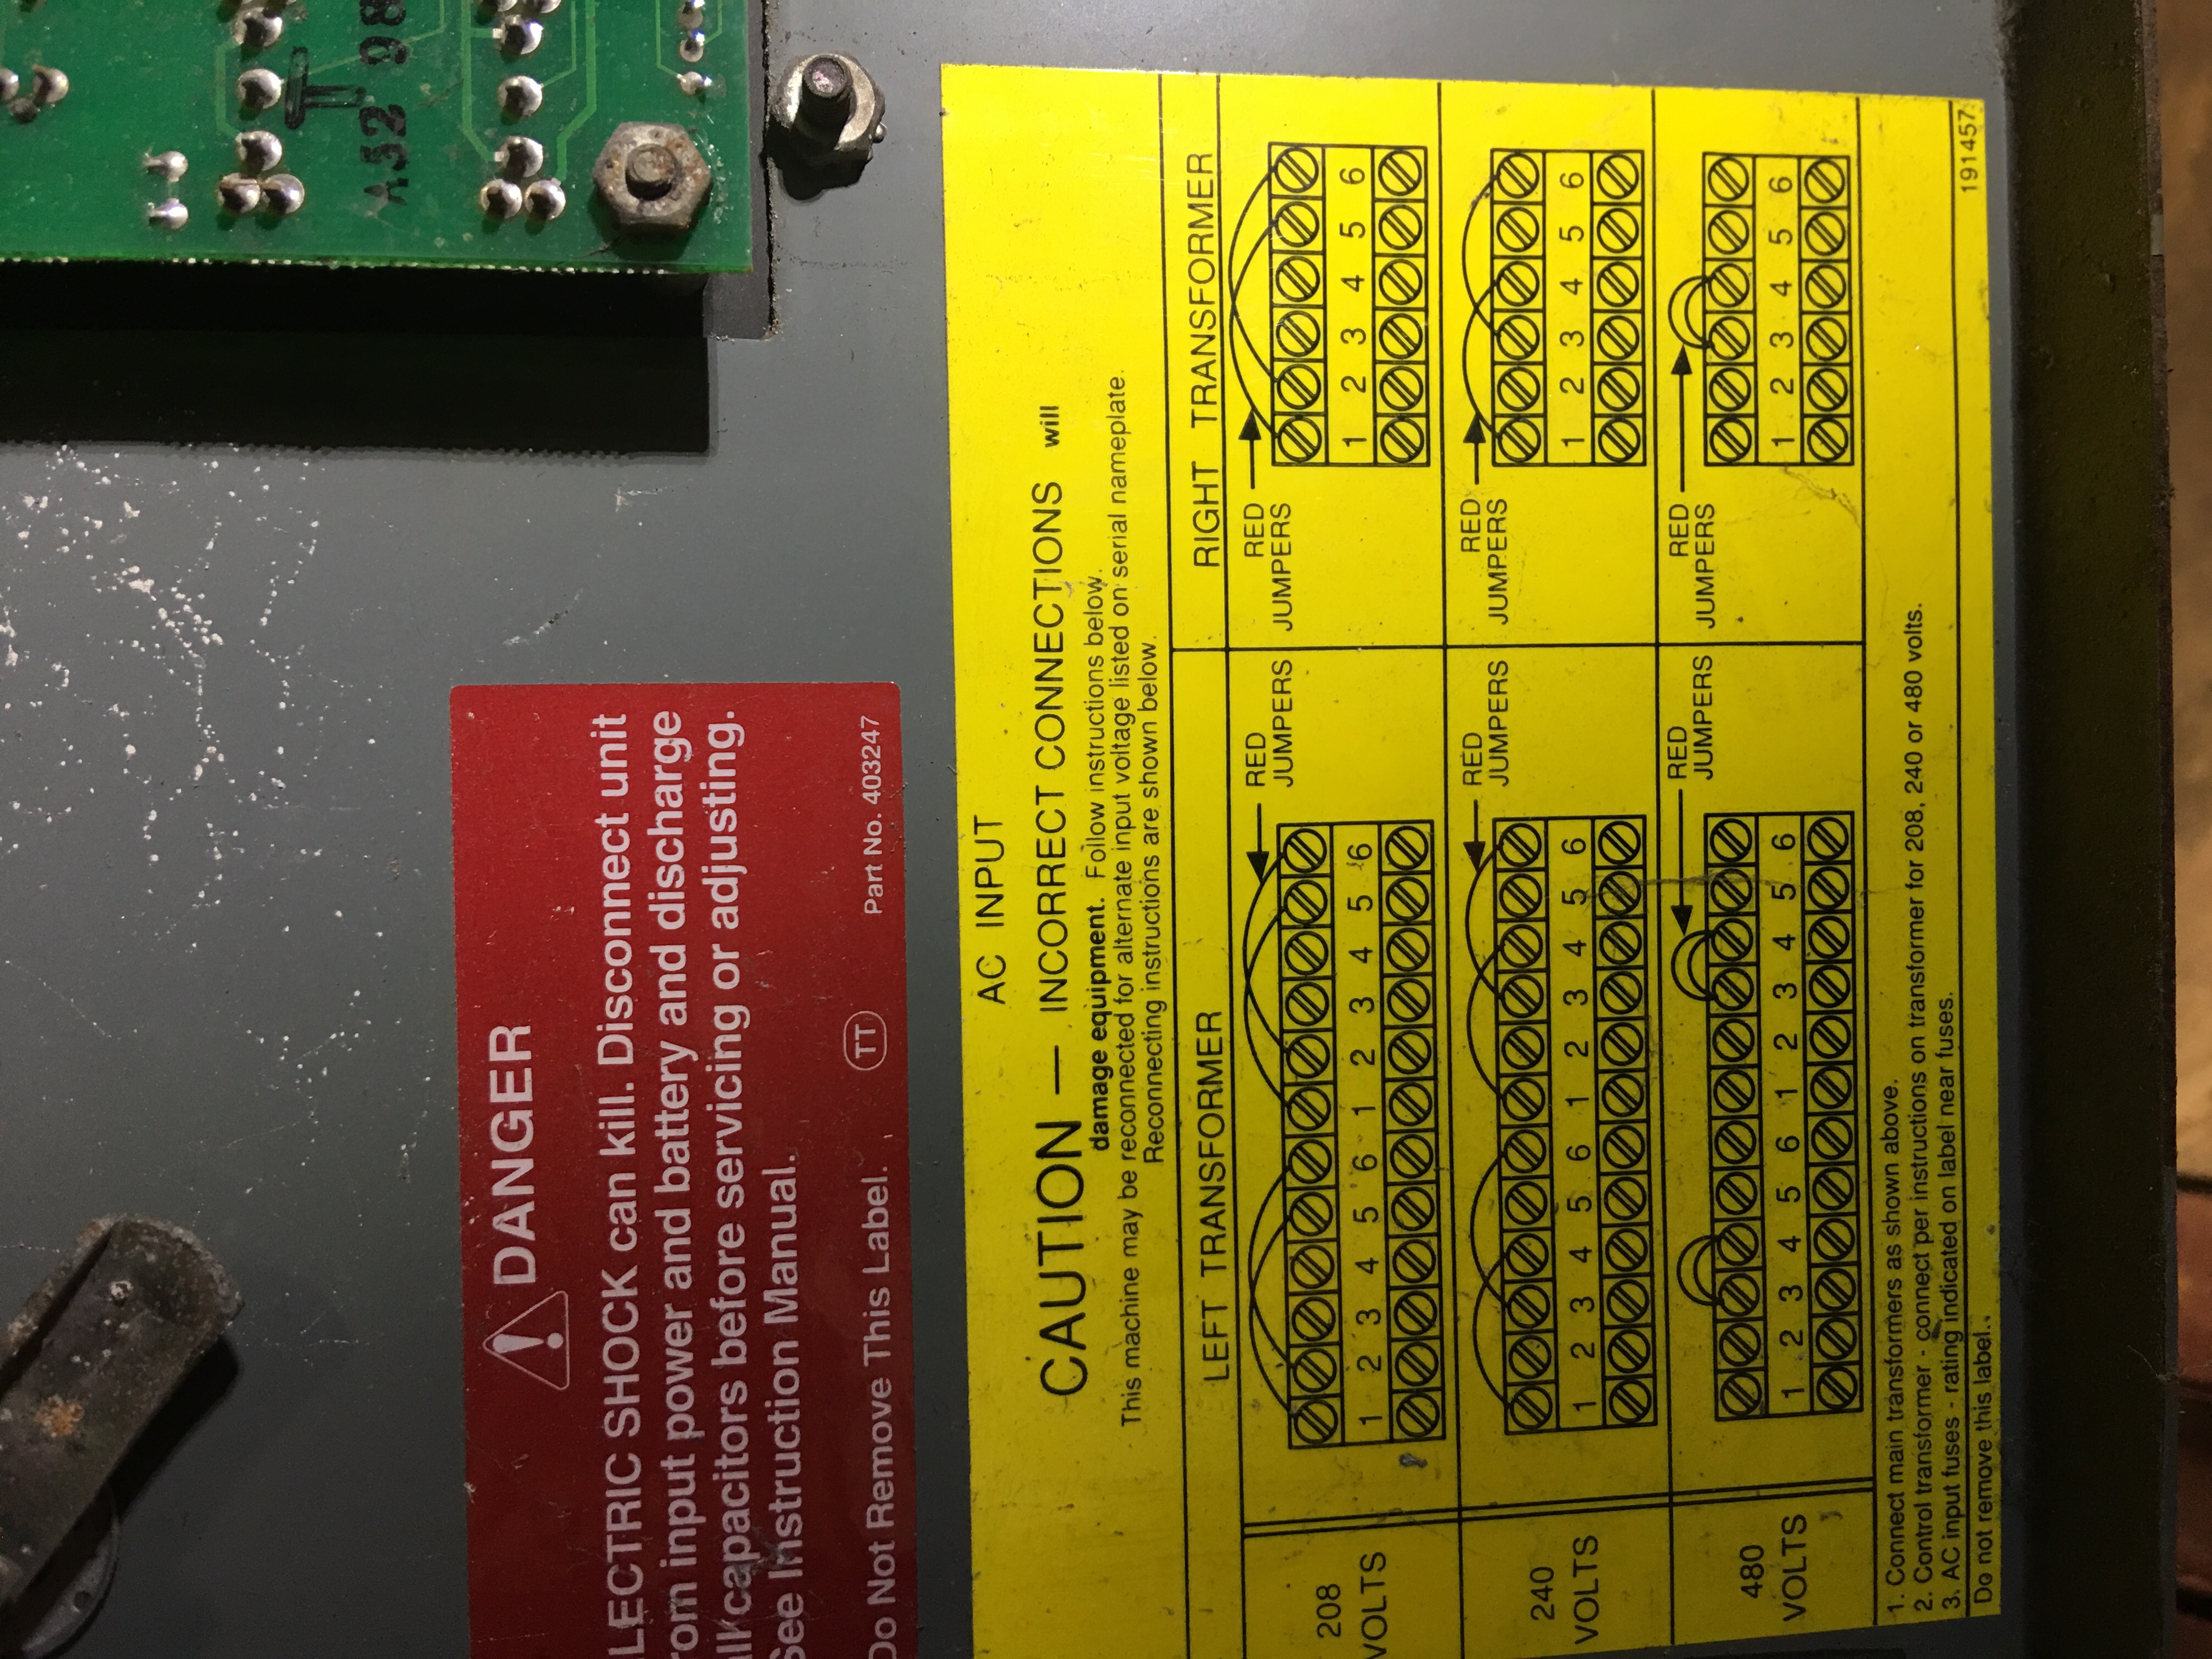 A32 98
DANGER
LECTRIC SHOCK can kill. Disconnect unit
rom input power and battery and discharge
all capacitors before servicing or adjusting.
See Instruction Manual.
Do Not Remove This Label. TT Part No. 403247
AC INPUT
CAUTION — INCORRECT CONNECTIONS will
damage equipment. Follow instructions below.
This machine may be reconnected for alternate input voltage listed on serial nameplate.
Reconnecting instructions are shown below.
LEFT TRANSFORMER RIGHT TRANSFORMER
208
VOLTS
RED
JUMPERS
RED
JUMPERS
1 2 3 4 5 6 1 2 3 4 5 6
1 2 3 4 5 6
240
VOLTS
RED
JUMPERS
RED
JUMPERS
1 2 3 4 5 6 1 2 3 4 5 6
1 2 3 4 5 6
480
VOLTS
RED
JUMPERS
RED
JUMPERS
1 2 3 4 5 6 1 2 3 4 5 6
1 2 3 4 5 6
1. Connect main transformers as shown above.
2. Control transformer - connect per instructions on transformer for 208, 240 or 480 volts.
3. AC input fuses - rating indicated on label near fuses.
Do not remove this label. 191457